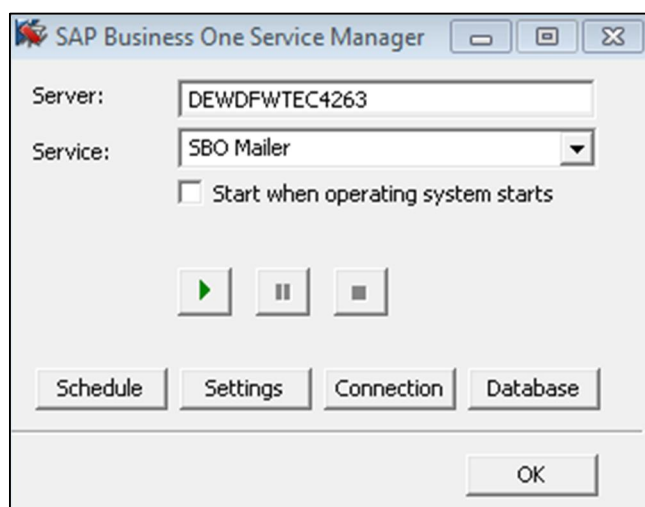 SAP Business One Service Manager
Server: DEWDFWTEC4263
Service: SBO Mailer
Start when operating system starts
Schedule Settings Connection Database
OK